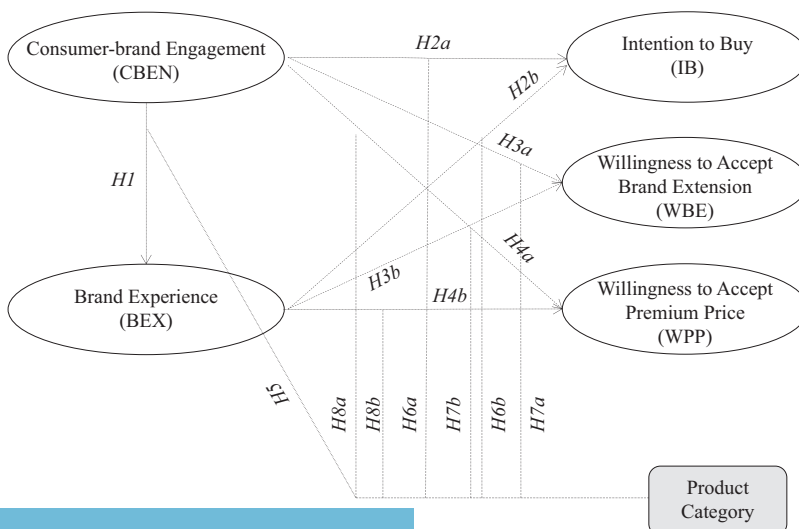 Consumer-brand Engagement
(CBEN)
H2a
Intention to Buy
(IB)
H2b
H3a
H1
Willingness to Accept
Brand Extension
(WBE)
H4a
H3b
Brand Experience
(BEX)
H4b
Willingness to Accept
Premium Price
(WPP)
H5
H8a
H8b
H6a
H7b
H6b
H7a
Product
Category